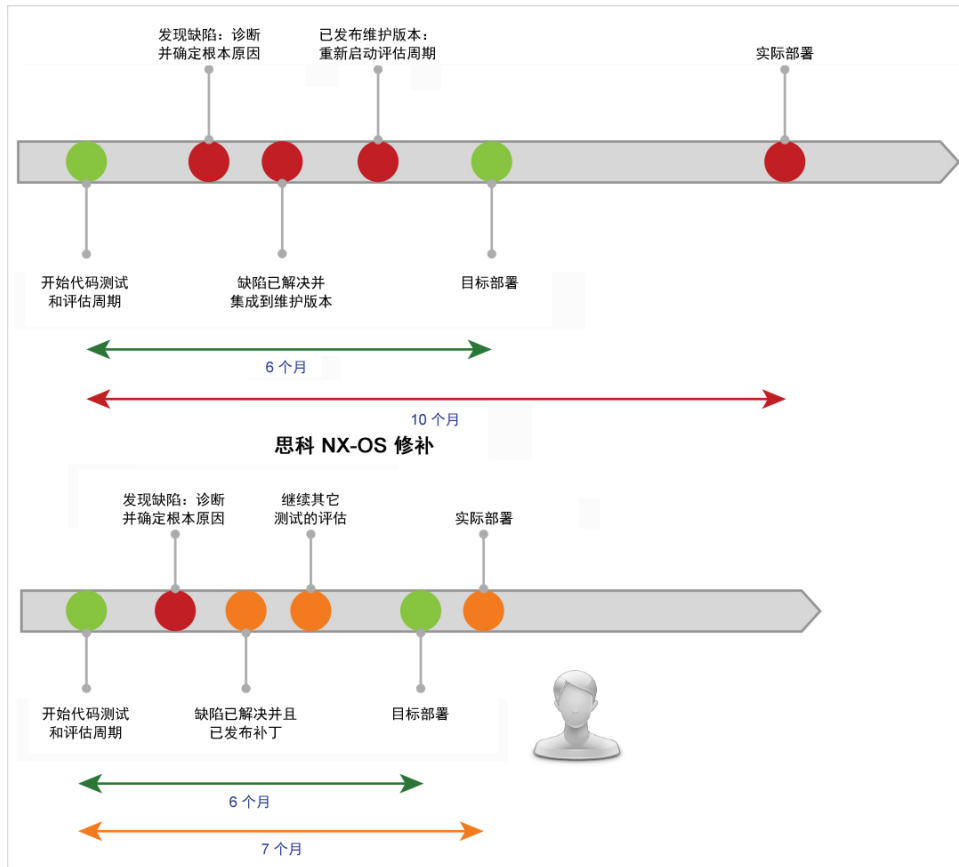 发现缺陷：诊断
并确定根本原因
已发布维护版本：
重新启动评估周期
实际部署
开始代码测试
和评估周期
缺陷已解决并
集成到维护版本
目标部署
6 个月
10 个月
思科 NX-OS 修补
发现缺陷：诊断
并确定根本原因
继续其它
测试的评估
实际部署
开始代码测试
和评估周期
缺陷已解决并且
已发布补丁
目标部署
6 个月
7 个月